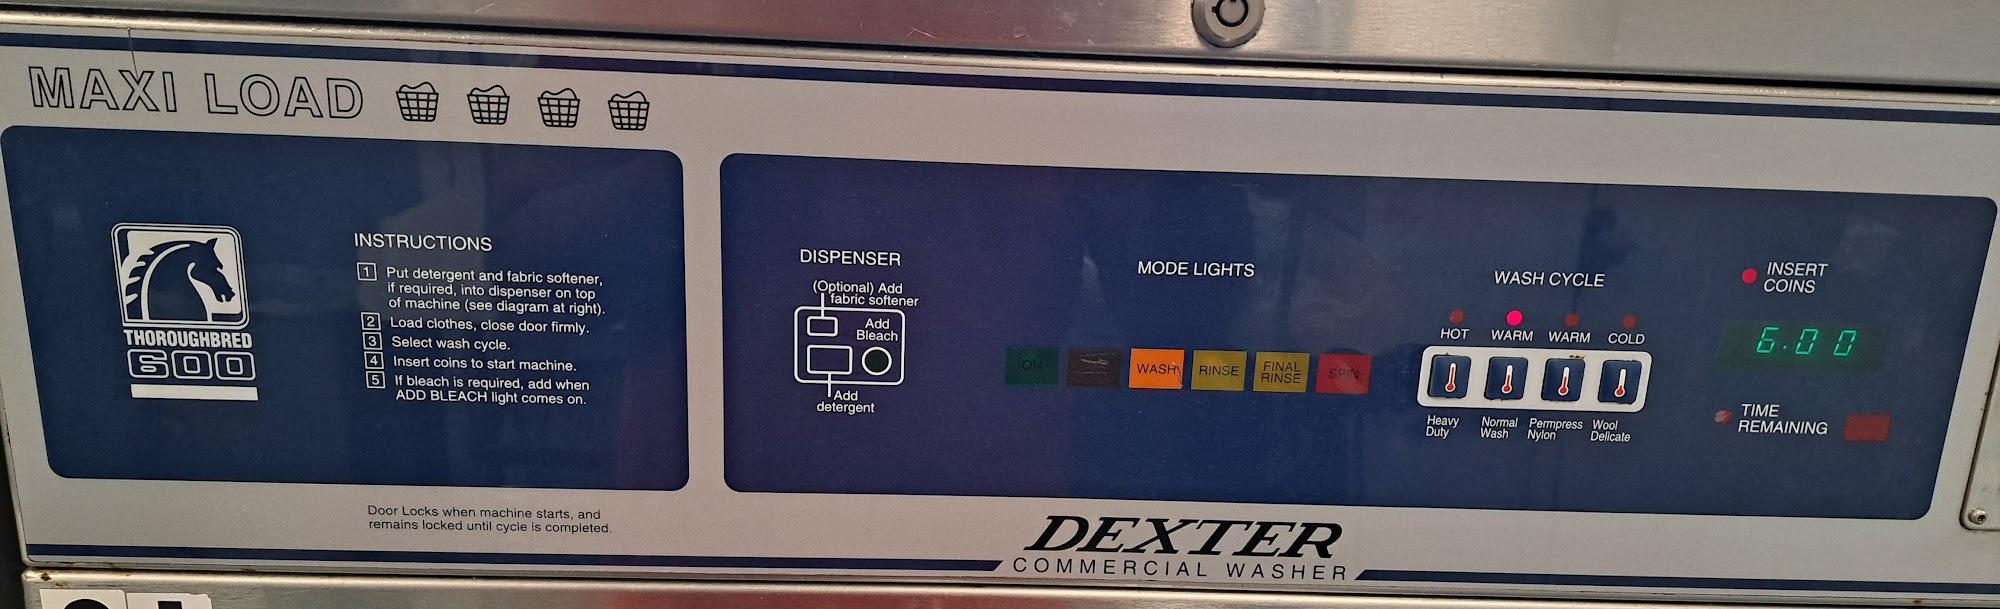 MAXI LOAD
THOROUGHBRED
600
INSTRUCTIONS
1 Put detergent and fabric softener,
if required, into dispenser on top
of machine (see diagram at right).
2 Load clothes, close door firmly.
3 Select wash cycle.
4 Insert coins to start machine.
5 If bleach is required, add when
ADD BLEACH light comes on.
Door Locks when machine starts, and
remains locked until cycle is completed.
DISPENSER
(Optional) Add
fabric softener
Add
Bleach
Add
detergent
MODE LIGHTS
ON
WASH
RINSE
FINAL
RINSE
SPIN
WASH CYCLE
HOT WARM WARM COLD
Heavy
Duty
Normal
Wash
Permpress
Nylon
Wool
Delicate
INSERT
COINS
6.00
TIME
REMAINING
DEXTER
COMMERCIAL WASHER